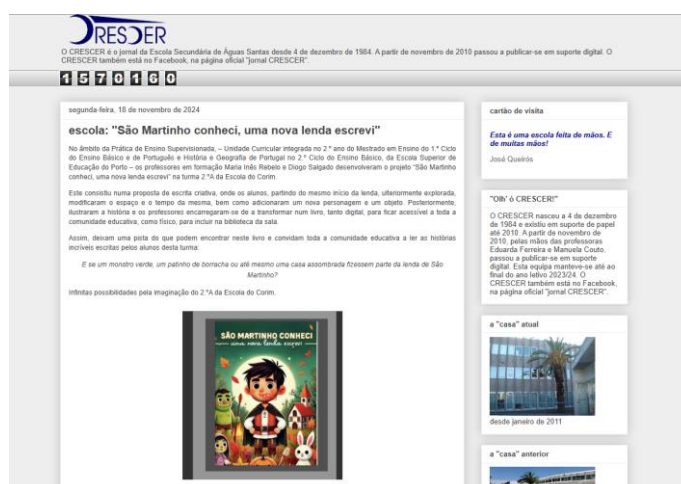 CRESCER
O CRESCER é o jornal da Escola Secundária de Águas Santas desde 4 de dezembro de 1984. A partir de novembro de 2010 passou a publicar-se em suporte digital. O
CRESCER também está no Facebook, na página oficial "jornal CRESCER".
1570160
segunda-feira, 18 de novembro de 2024
escola: "São Martinho conheci, uma nova lenda escrevi"
No âmbito da Prática de Ensino Supervisionada, – Unidade Curricular integrada no 2.º ano do Mestrado em Ensino do 1.º Ciclo
do Ensino Básico e de Português e História e Geografia de Portugal no 2.º Ciclo do Ensino Básico, da Escola Superior de
Educação do Porto – os professores em formação Maria Inês Rebelo e Diogo Salgado desenvolveram o projeto "São Martinho
conheci, uma nova lenda escrevi" na turma 2.ºA da Escola do Corim.
Este consistiu numa proposta de escrita criativa, onde os alunos, partindo do mesmo início da lenda, ulteriormente explorada,
modificaram o espaço e o tempo da mesma, bem como adicionaram um nova personagem e um objeto. Posteriormente,
ilustraram a história e os professores encarregaram-se de a transformar num livro, tanto digital, para ficar acessível a toda a
comunidade educativa, como físico, para incluir na biblioteca da sala.
Assim, deixam uma pista do que podem encontrar neste livro e convidam toda a comunidade educativa a ler as histórias
incríveis escritas pelos alunos desta turma:
E se um monstro verde, um patinho de borracha ou até mesmo uma casa assombrada fizessem parte da lenda de São
Martinho?
Infinitas possibilidades pela imaginação do 2.ºA da Escola do Corim.
SÃO MARTINHO CONHECI
uma nova lenda escrevi
cartão de visita
Esta é uma escola feita de mãos. E
de muitas mãos!
José Queirós
"Olh' ó CRESCER!"
O CRESCER nasceu a 4 de dezembro
de 1984 e existiu em suporte de papel
até 2010. A partir de novembro de
2010, pelas mãos das professoras
Eduarda Ferreira e Manuela Couto,
passou a publicar-se em suporte
digital. Esta equipa manteve-se até ao
final do ano letivo 2023/24. O
CRESCER também está no Facebook,
na página oficial "jornal CRESCER".
a "casa" atual
desde janeiro de 2011
a "casa" anterior